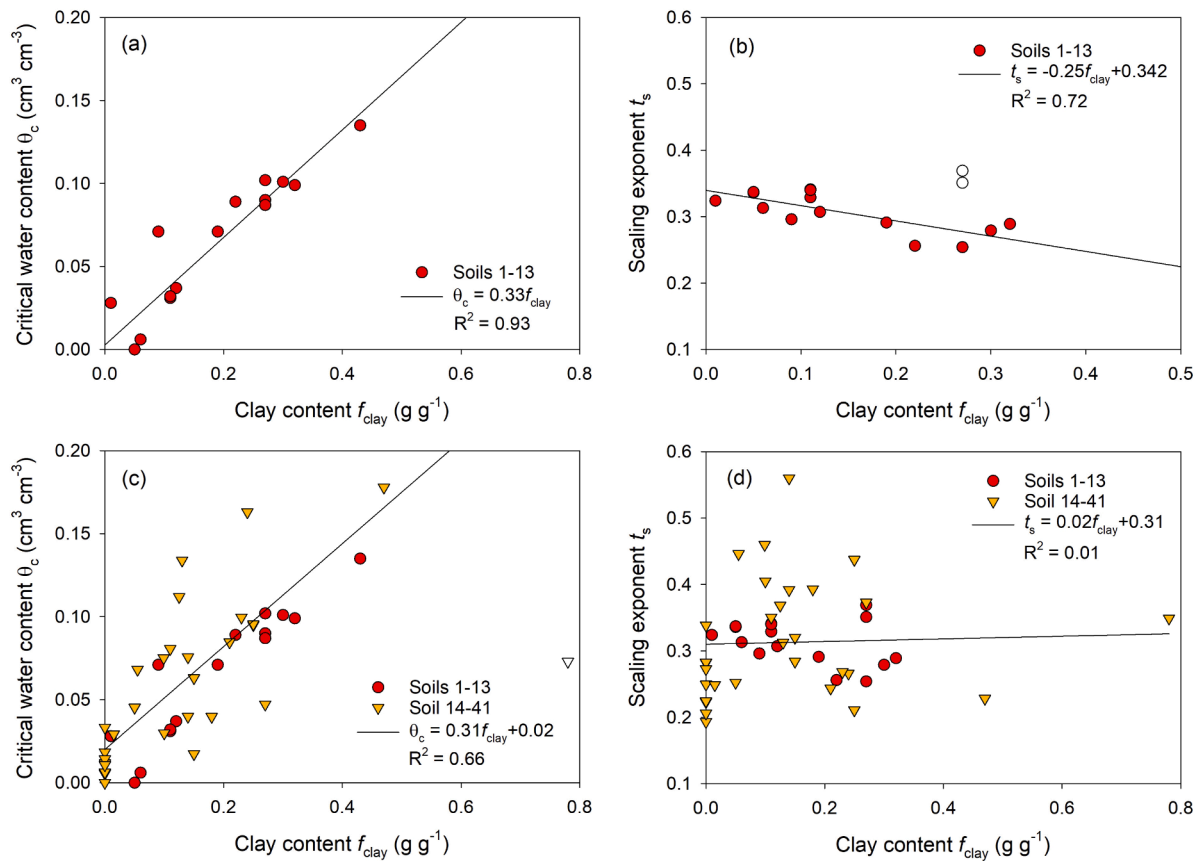 (a)
Critical water content θc (cm³ cm⁻³)
0.20
0.15
0.10
0.05
0.00
Soils 1-13
θc = 0.33fclay
R² = 0.93
0.0 0.2 0.4 0.6 0.8
Clay content fclay (g g⁻¹)
(b)
Scaling exponent ts
0.6
0.5
0.4
0.3
0.2
0.1
Soils 1-13
ts = -0.25fclay+0.342
R² = 0.72
0.0 0.1 0.2 0.3 0.4 0.5
Clay content fclay (g g⁻¹)
(c)
Critical water content θc (cm³ cm⁻³)
0.20
0.15
0.10
0.05
0.00
Soils 1-13
Soil 14-41
θc = 0.31fclay+0.02
R² = 0.66
0.0 0.2 0.4 0.6 0.8
Clay content fclay (g g⁻¹)
(d)
Scaling exponent ts
0.6
0.5
0.4
0.3
0.2
0.1
Soils 1-13
Soil 14-41
ts = 0.02fclay+0.31
R² = 0.01
0.0 0.2 0.4 0.6 0.8
Clay content fclay (g g⁻¹)